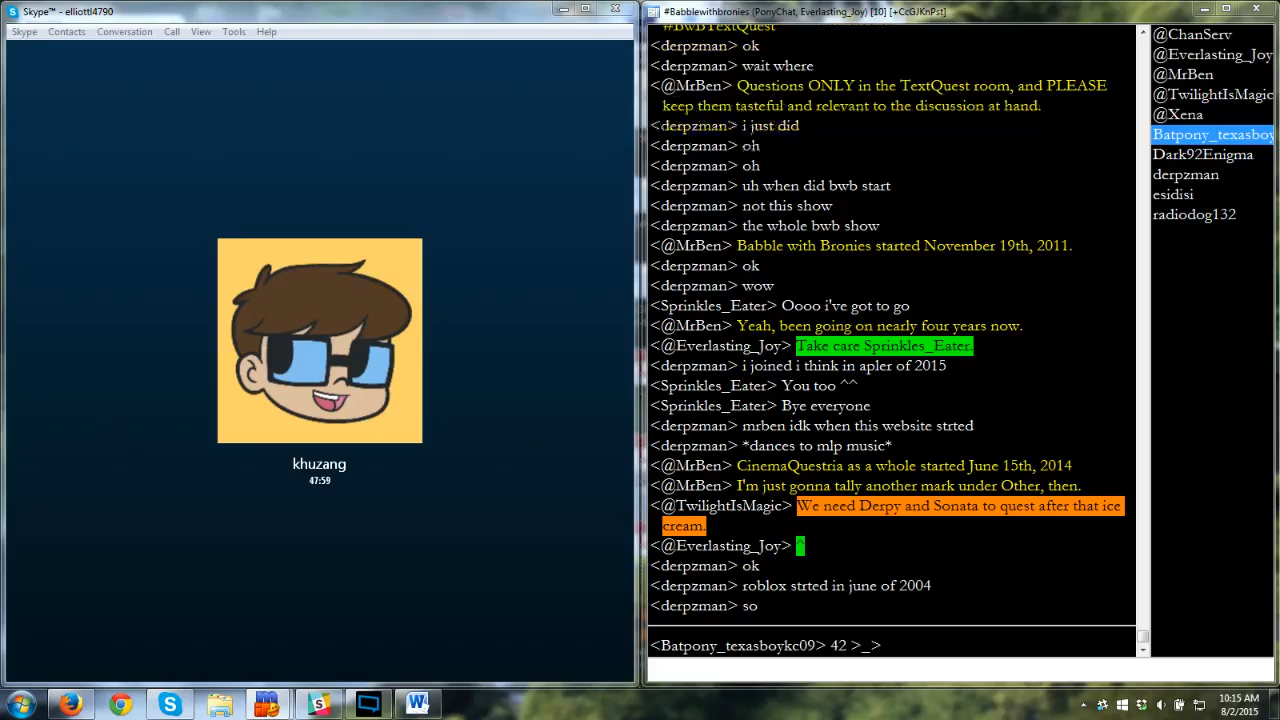 Skype™ - elliottl4790
Skype Contacts Conversation Call View Tools Help
khuzang
47:59
#Babblewithbronies (PonyChat, Everlasting_Joy) [10] [+CcGJKnPst]
#BwBTextQuest
<derpzman> ok
<derpzman> wait where
<@MrBen> Questions ONLY in the TextQuest room, and PLEASE
keep them tasteful and relevant to the discussion at hand.
<derpzman> i just did
<derpzman> oh
<derpzman> oh
<derpzman> uh when did bwb start
<derpzman> not this show
<derpzman> the whole bwb show
<@MrBen> Babble with Bronies started November 19th, 2011.
<derpzman> ok
<derpzman> wow
<Sprinkles_Eater> Oooo i've got to go
<@MrBen> Yeah, been going on nearly four years now.
<@Everlasting_Joy> Take care Sprinkles_Eater.
<derpzman> i joined i think in apler of 2015
<Sprinkles_Eater> You too ^^
<Sprinkles_Eater> Bye everyone
<derpzman> mrben idk when this website strted
<derpzman> *dances to mlp music*
<@MrBen> CinemaQuestria as a whole started June 15th, 2014
<@MrBen> I'm just gonna tally another mark under Other, then.
<@TwilightIsMagic> We need Derpy and Sonata to quest after that ice
cream.
<@Everlasting_Joy> ^
<derpzman> ok
<derpzman> roblox strted in june of 2004
<derpzman> so
<Batpony_texasboykc09> 42 >_>
@ChanServ
@Everlasting_Joy
@MrBen
@TwilightIsMagic
@Xena
Batpony_texasboy
Dark92Enigma
derpzman
esidisi
radiodog132
10:15 AM
8/2/2015